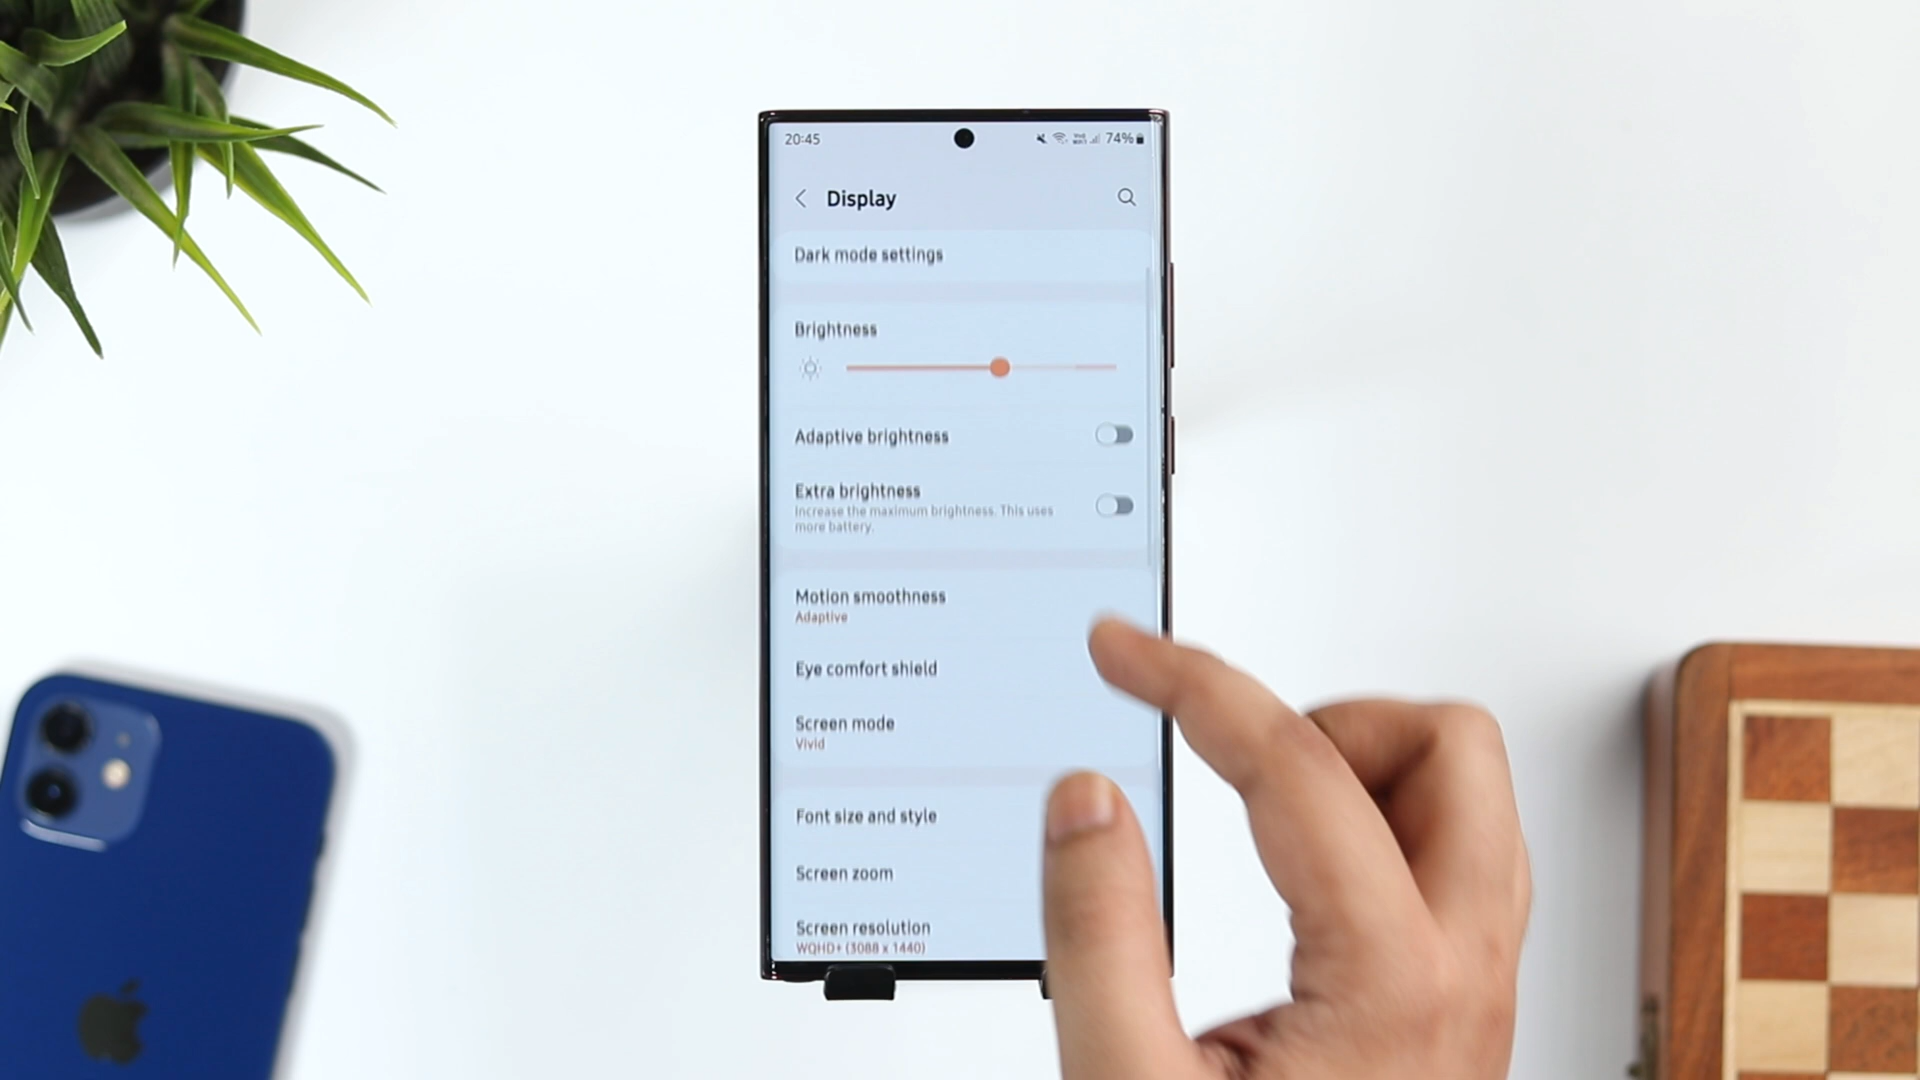 20:45
74%
Display
Dark mode settings
Brightness
Adaptive brightness
Extra brightness
Increase the maximum brightness. This uses
more battery.
Motion smoothness
Adaptive
Eye comfort shield
Screen mode
Vivid
Font size and style
Screen zoom
Screen resolution
WQHD+ (3088 x 1440)